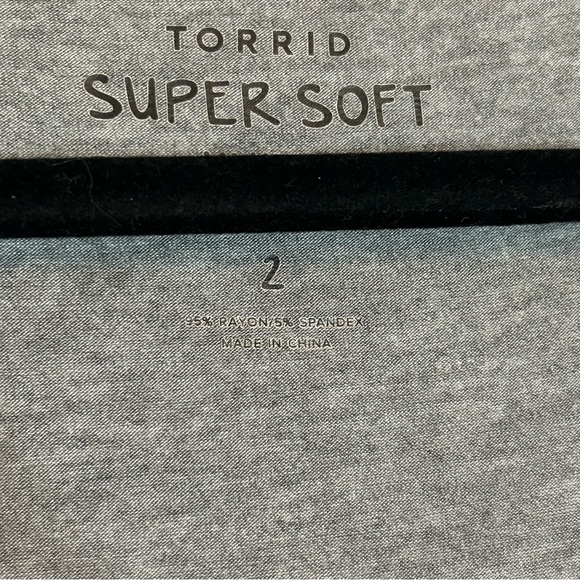 TORRID
SUPER SOFT
2
95% RAYON/5% SPANDEX
MADE IN CHINA